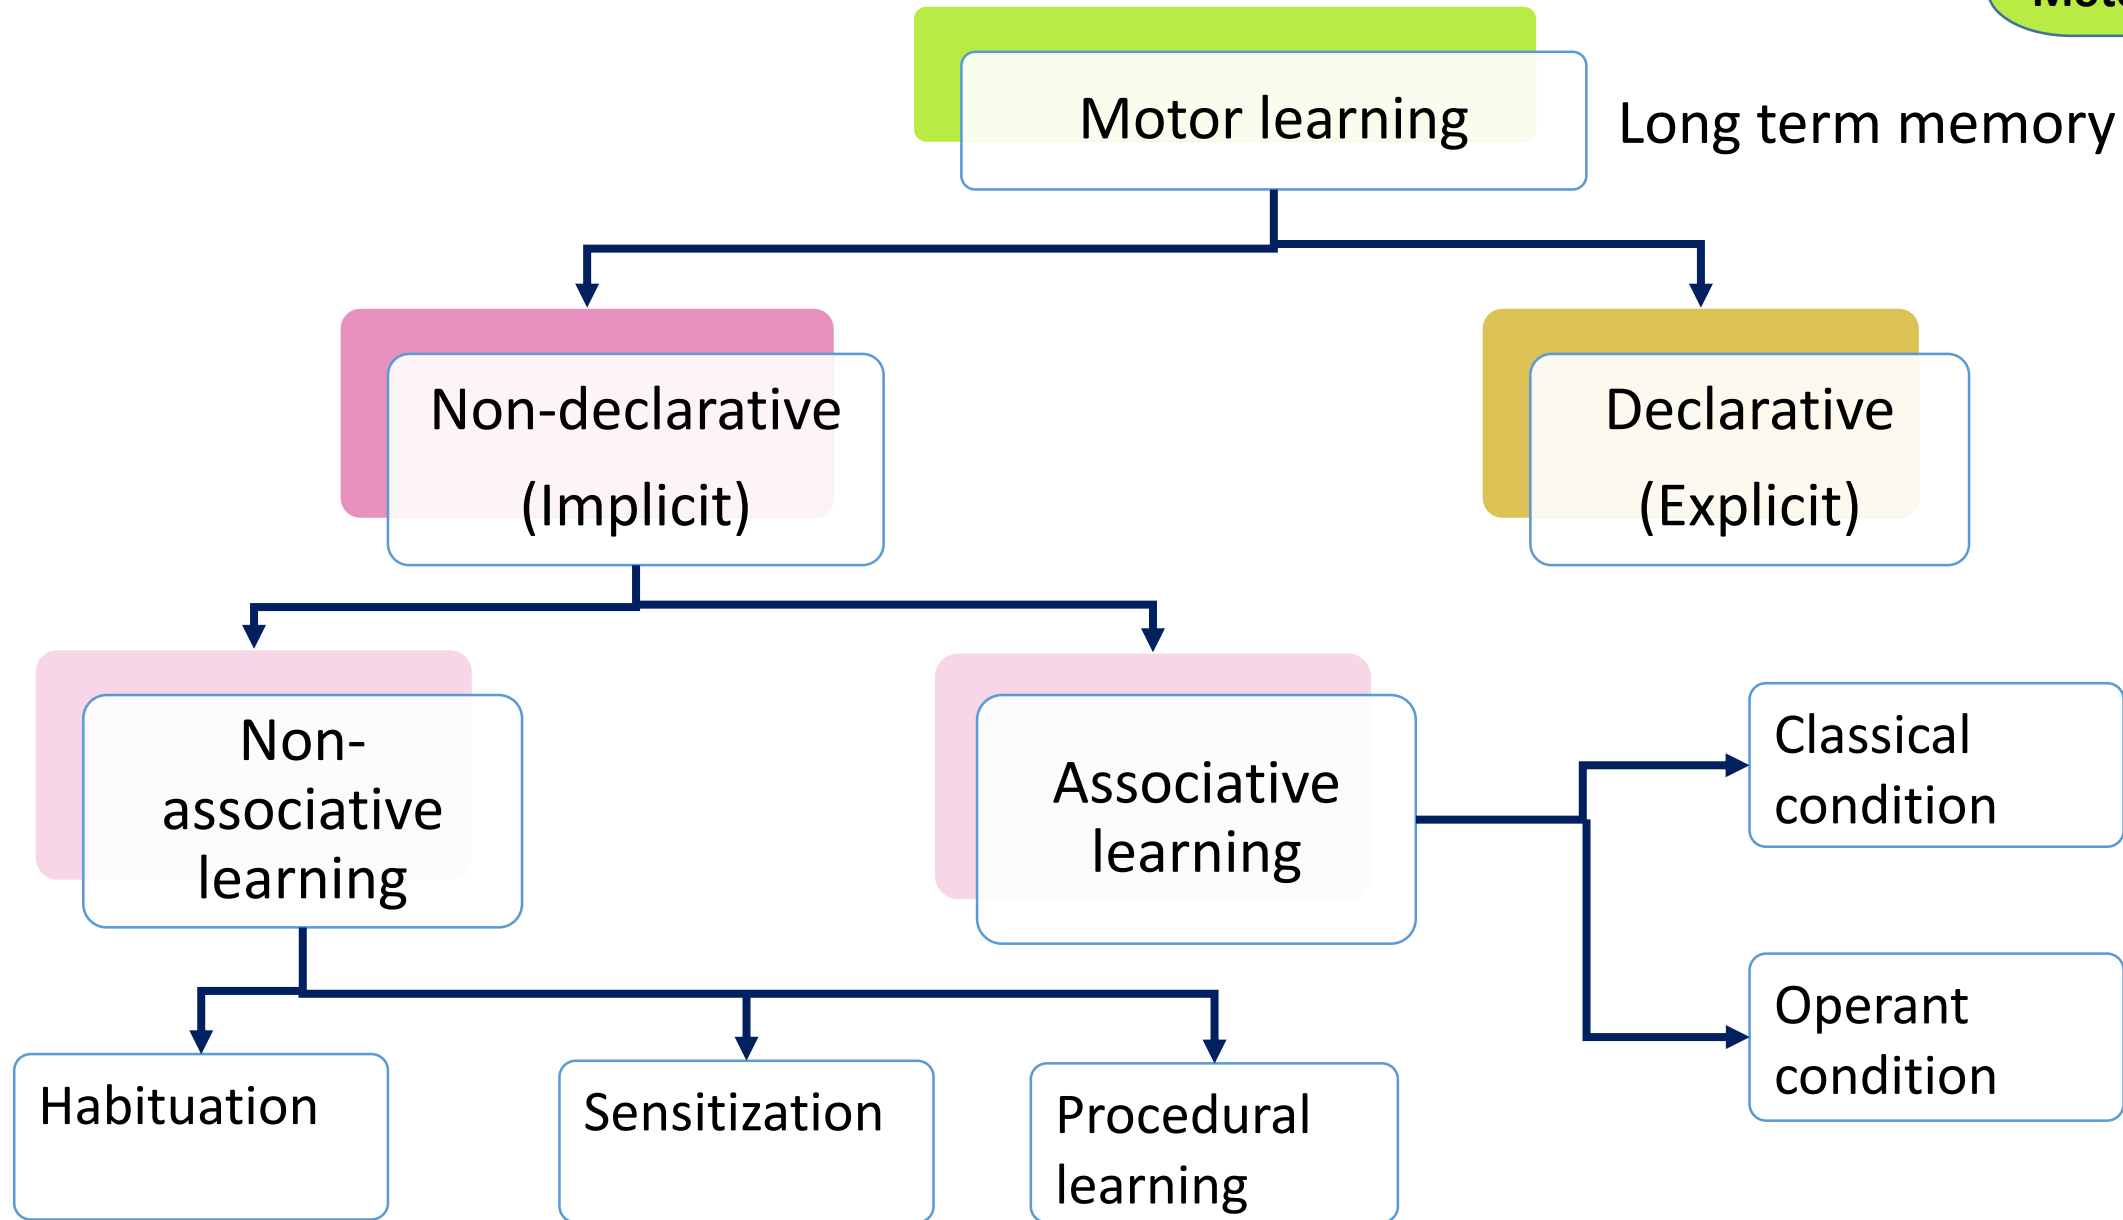 Motor learning
Long term memory
Non-declarative
(Implicit)
Declarative
(Explicit)
Non-
associative
learning
Associative
learning
Classical
condition
Operant
condition
Habituation
Sensitization
Procedural
learning